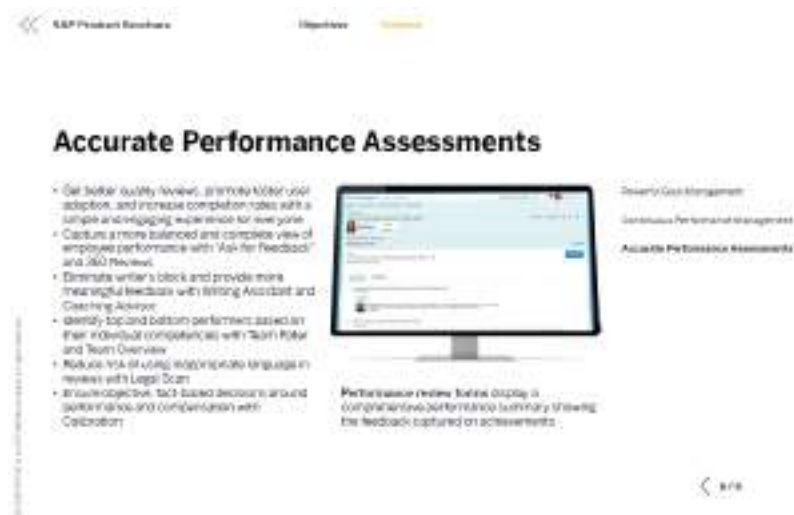 SAP Product Brochure
Objectives
Accurate Performance Assessments
• Get better quality reviews, promote faster user
adoption, and increase completion rates with a
simple and engaging experience for everyone
• Capture a more balanced and complete view of
employee performance with "Ask for Feedback"
and 360 Reviews
• Eliminate writer's block and provide more
meaningful feedback with Writing Assistant and
Coaching Advisor
• Identify top and bottom performers based on
their individual competencies with Team Rater
and Team Overview
• Reduce risk of using inappropriate language in
reviews with Legal Scan
• Ensure objective, fact-based decisions around
performance and compensation with
Calibration
Performance review forms display a
comprehensive performance summary showing
the feedback captured on achievements
Powerful Goal Management
Continuous Performance Management
Accurate Performance Assessments